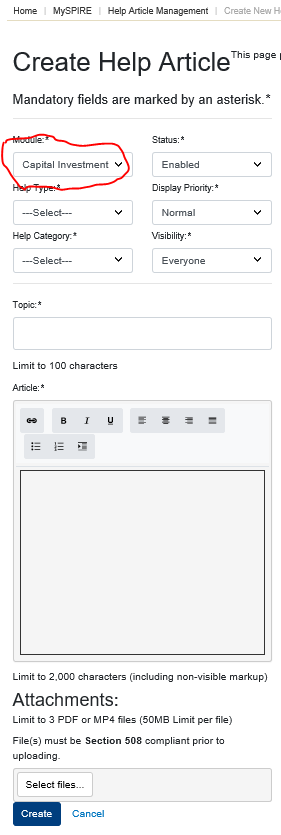 Home | MySPIRE | Help Article Management | Create New H
Create Help Article This page
Mandatory fields are marked by an asterisk.*
Module:* Status:*
Capital Investment Enabled
Help Type:* Display Priority:*
---Select--- Normal
Help Category:* Visibility:*
---Select--- Everyone
Topic:*
Limit to 100 characters
Article:*
B I U
Limit to 2,000 characters (including non-visible markup)
Attachments:
Limit to 3 PDF or MP4 files (50MB Limit per file)
File(s) must be Section 508 compliant prior to
uploading.
Select files...
Create Cancel